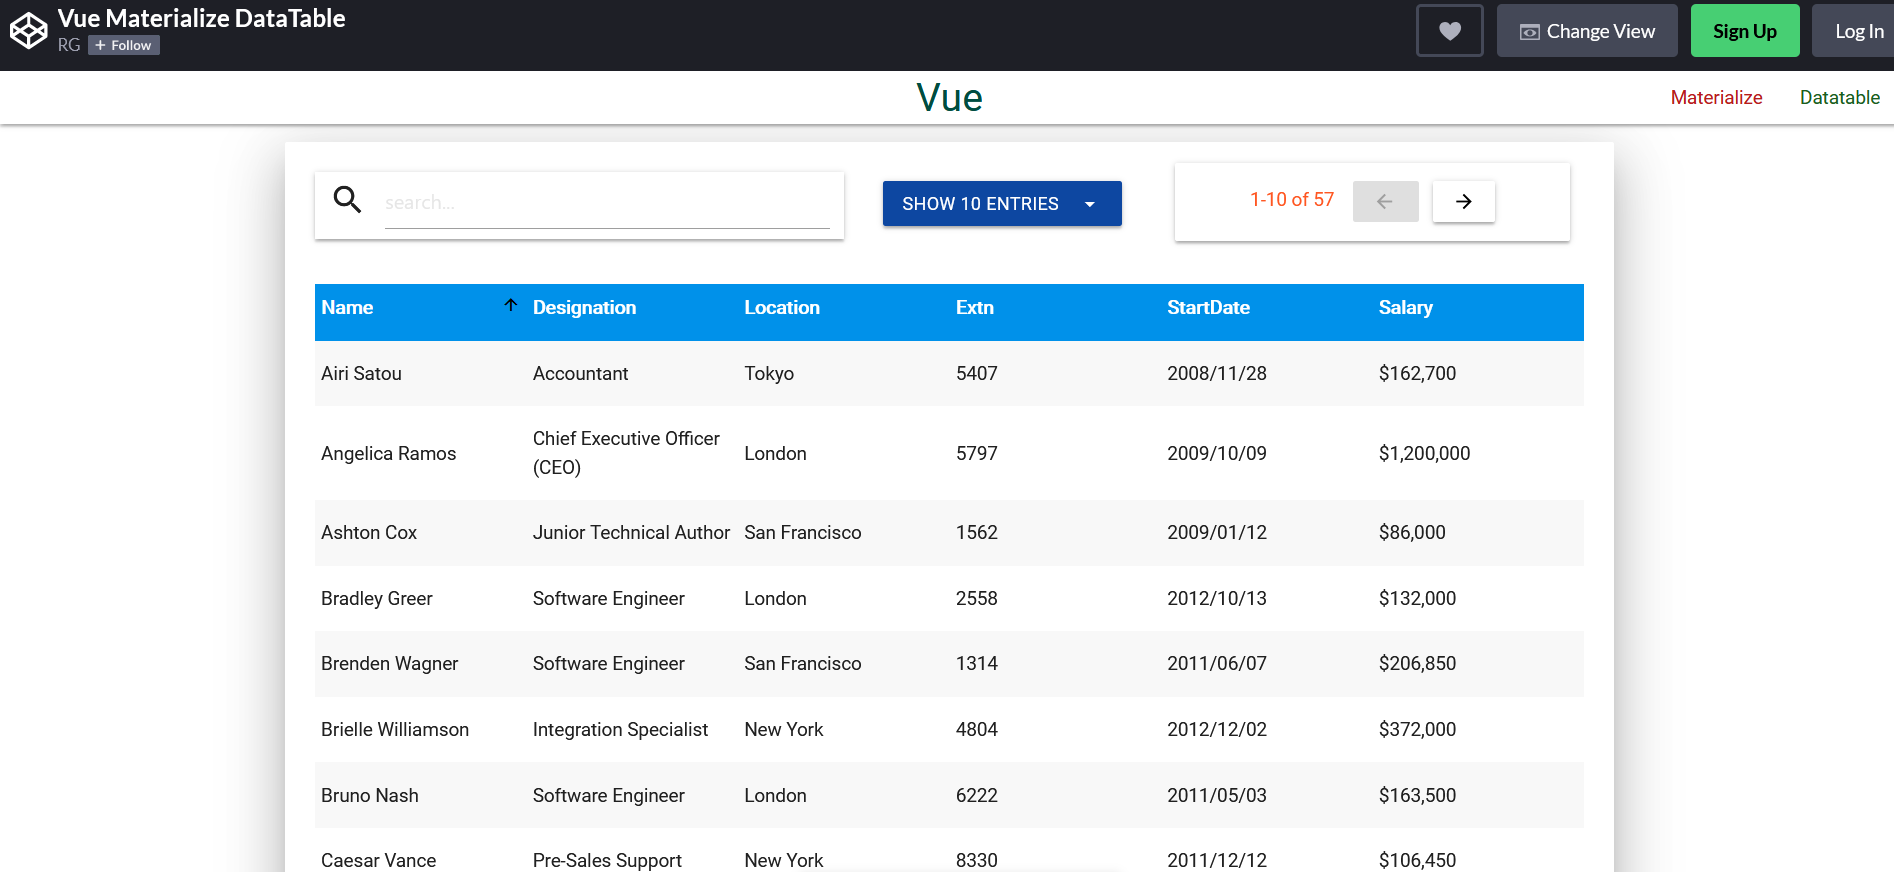 Vue Materialize DataTable
RG + Follow
Change View
Sign Up
Log In
Vue
Materialize
Datatable
search...
SHOW 10 ENTRIES
1-10 of 57
Name Designation Location Extn StartDate Salary
Airi Satou Accountant Tokyo 5407 2008/11/28 $162,700
Angelica Ramos Chief Executive Officer (CEO) London 5797 2009/10/09 $1,200,000
Ashton Cox Junior Technical Author San Francisco 1562 2009/01/12 $86,000
Bradley Greer Software Engineer London 2558 2012/10/13 $132,000
Brenden Wagner Software Engineer San Francisco 1314 2011/06/07 $206,850
Brielle Williamson Integration Specialist New York 4804 2012/12/02 $372,000
Bruno Nash Software Engineer London 6222 2011/05/03 $163,500
Caesar Vance Pre-Sales Support New York 8330 2011/12/12 $106,450